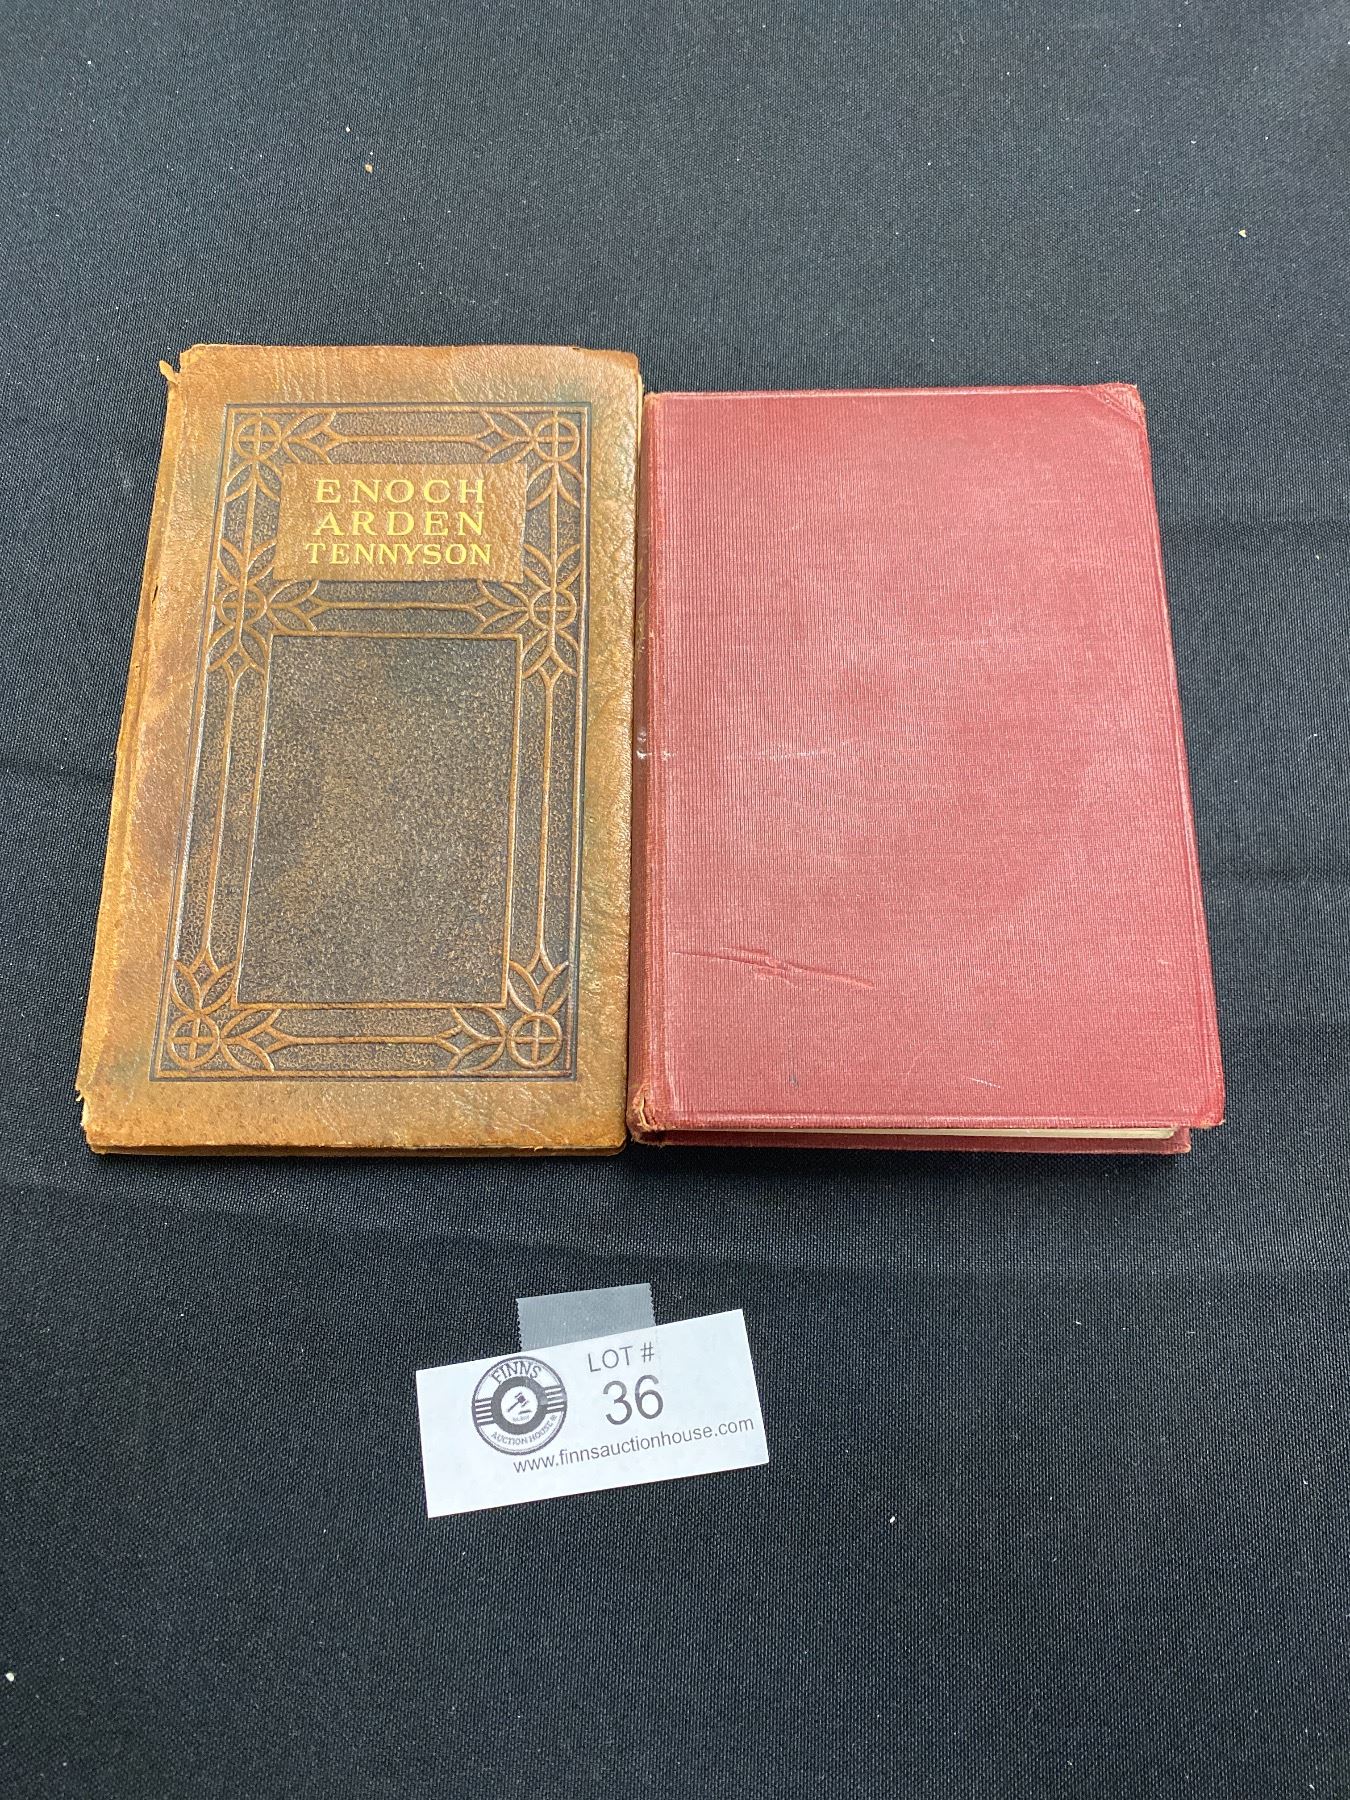 ENOCH
ARDEN
TENNYSON
LOT #
36
FINNS
AUCTION HOUSE
www.finnsauctionhouse.com